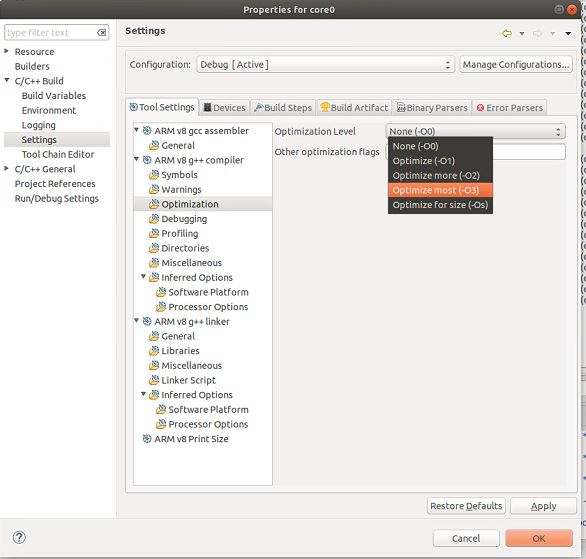 Properties for core0
type filter text
Resource
Builders
C/C++ Build
Build Variables
Environment
Logging
Settings
Tool Chain Editor
C/C++ General
Project References
Run/Debug Settings
Settings
Configuration: Debug [ Active ] Manage Configurations...
Tool Settings Devices Build Steps Build Artifact Binary Parsers Error Parsers
ARM v8 gcc assembler
General
ARM v8 g++ compiler
Symbols
Warnings
Optimization
Debugging
Profiling
Directories
Miscellaneous
Inferred Options
Software Platform
Processor Options
ARM v8 g++ linker
General
Libraries
Miscellaneous
Linker Script
Inferred Options
Software Platform
Processor Options
ARM v8 Print Size
Optimization Level None (-O0)
Other optimization flags
None (-O0)
Optimize (-O1)
Optimize more (-O2)
Optimize most (-O3)
Optimize for size (-Os)
Restore Defaults Apply
? Cancel OK